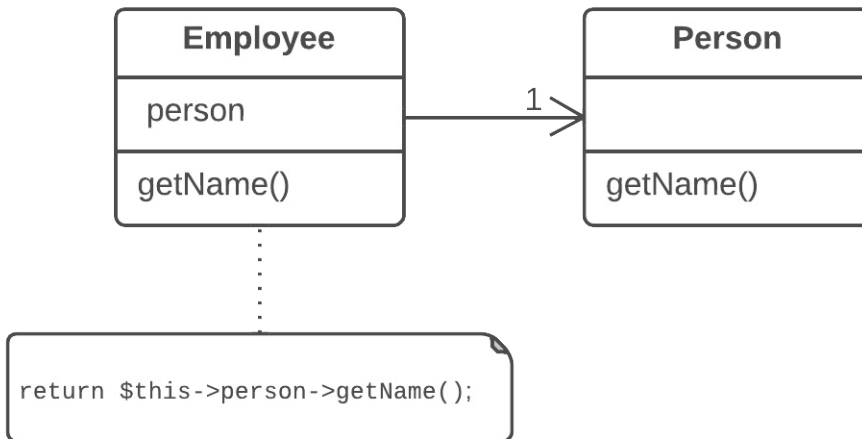 Employee
person
getName()
1
Person
getName()
return $this->person->getName();